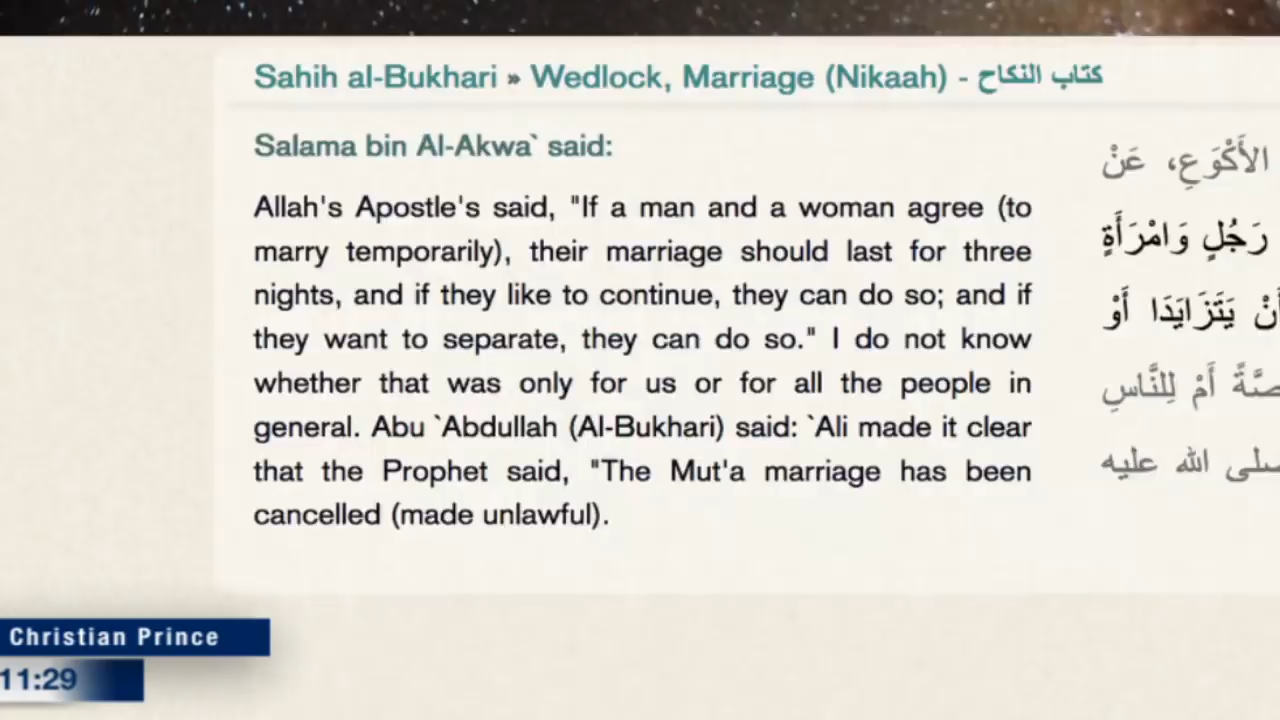 Sahih al-Bukhari » Wedlock, Marriage (Nikaah) - كتاب النكاح
Salama bin Al-Akwa` said:
Allah's Apostle's said, "If a man and a woman agree (to
marry temporarily), their marriage should last for three
nights, and if they like to continue, they can do so; and if
they want to separate, they can do so." I do not know
whether that was only for us or for all the people in
general. Abu `Abdullah (Al-Bukhari) said: `Ali made it clear
that the Prophet said, "The Mut'a marriage has been
cancelled (made unlawful).
الأَكْوَعِ، عَنْ
رَجُلٍ وَامْرَأَةٍ
أَنْ يَتَزَايَدَا أَوْ
أَمْ لِلنَّاسِ
صلى الله عليه
Christian Prince
11:29